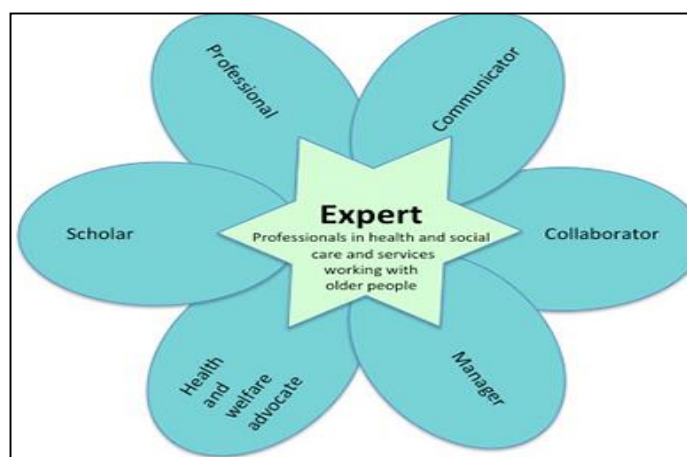 Professional
Communicator
Scholar
Expert
Professionals in health and social
care and services
working with
older people
Collaborator
Health
and
welfare
advocate
Manager